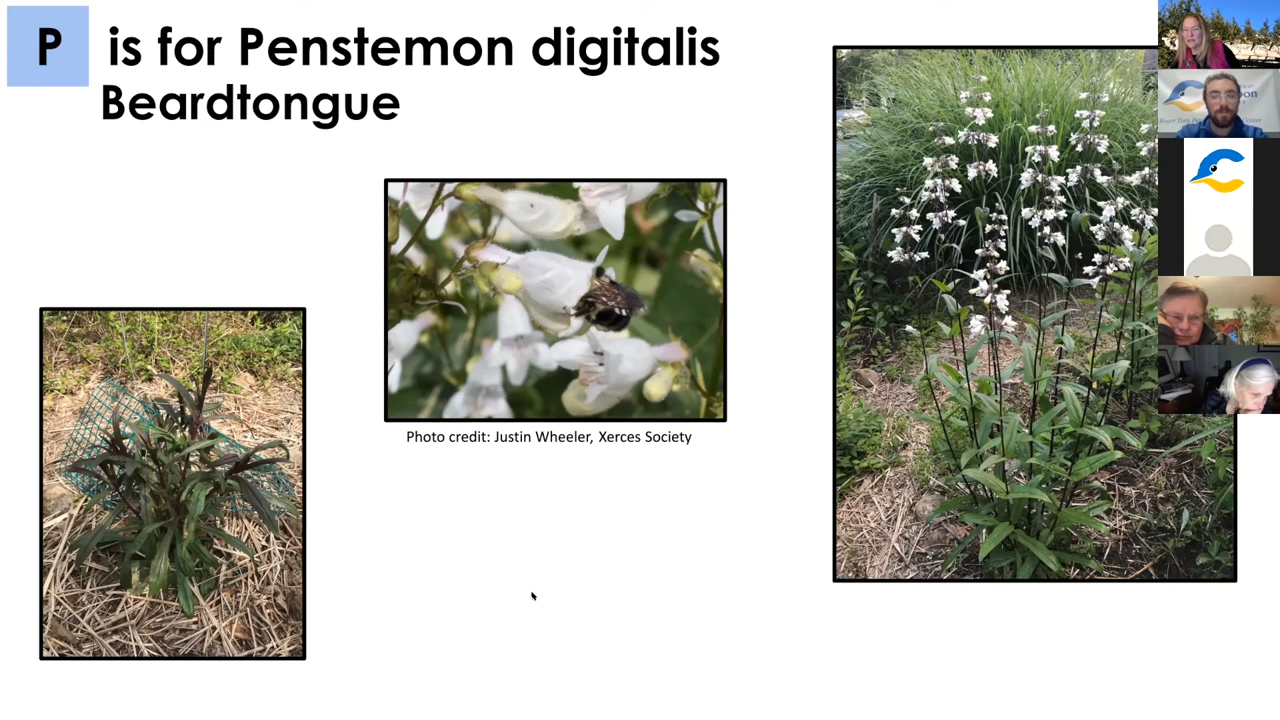 P is for Penstemon digitalis
Beardtongue
Photo credit: Justin Wheeler, Xerces Society